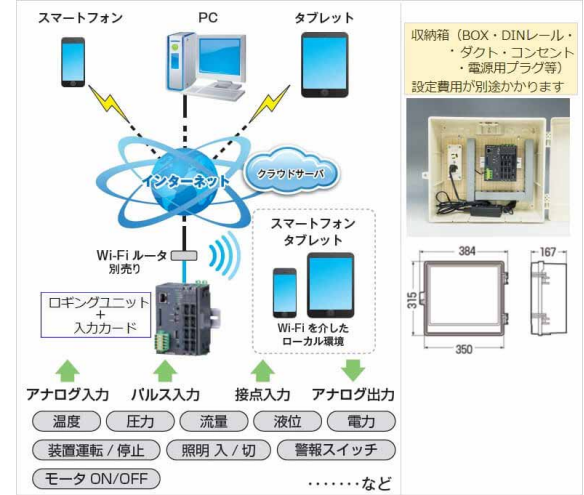 スマートフォン
PC
タブレット
インターネット
クラウドサーバ
Wi-Fi ルータ
別売り
スマートフォン
タブレット
Wi-Fi を介した
ローカル環境
ロギングユニット
+
入力カード
アナログ入力
パルス入力
接点入力
アナログ出力
温度
圧力
流量
液位
電力
装置運転 / 停止
照明 入 / 切
警報スイッチ
モータ ON/OFF
・・・・・・・など
収納箱（BOX・DINレール・
・ダクト・コンセント
・電源用プラグ等）
設定費用が別途かかります
384
167
315
350